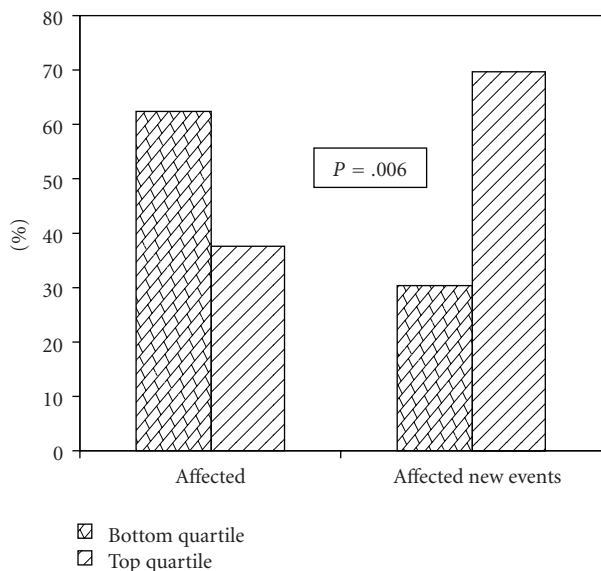 80
70
60
50
40
30
20
10
0
(%)
P = .006
Affected
Affected new events
Bottom quartile
Top quartile